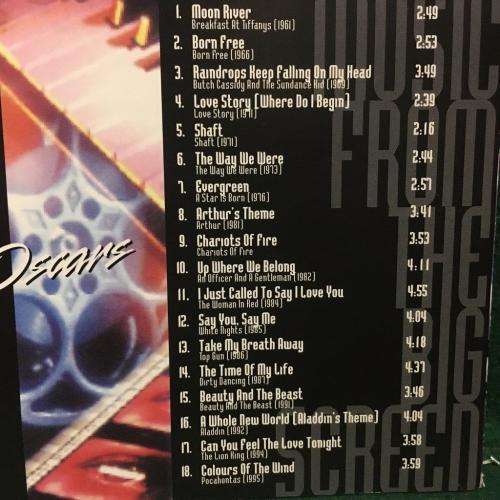 1. Moon River 2:49
Breakfast At Tiffanys (1961)
2. Born Free 2:53
Born Free (1966)
3. Raindrops Keep Falling On My Head 3:49
Butch Cassidy And The Sundance Kid (1969)
4. Love Story (Where Do I Begin) 2:39
Love Story (1971)
5. Shaft 2:16
Shaft (1971)
6. The Way We Were 2:44
The Way We Were (1973)
7. Evergreen 2:57
A Star Is Born (1976)
8. Arthur's Theme 3:41
Arthur (1981)
9. Chariots Of Fire 3:53
Chariots Of Fire
10. Up Where We Belong 4:11
An Officer And A Gentleman (1982)
11. I Just Called To Say I Love You 4:55
The Woman In Red (1984)
12. Say You, Say Me 4:04
White Nights (1985)
13. Take My Breath Away 4:18
Top Gun (1986)
14. The Time Of My Life 4:37
Dirty Dancing (1987)
15. Beauty And The Beast 3:46
Beauty And The Beast (1991)
16. A Whole New World (Aladdin's Theme) 4:04
Aladdin (1992)
17. Can You Feel The Love Tonight 3:58
The Lion King (1994)
18. Colours Of The Wind 3:59
Pocahontas (1995)
Oscars
MUSIC
FROM
THE
BIG
SCREEN